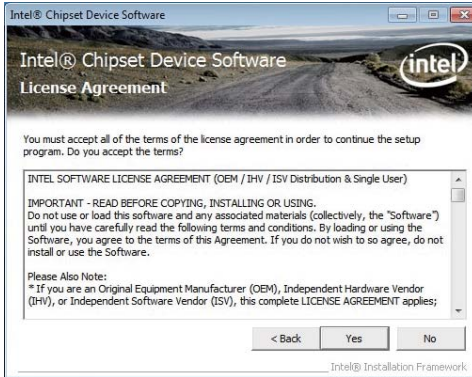 Intel® Chipset Device Software
Intel® Chipset Device Software
intel
License Agreement
You must accept all of the terms of the license agreement in order to continue the setup
program. Do you accept the terms?
INTEL SOFTWARE LICENSE AGREEMENT (OEM / IHV / ISV Distribution & Single User)
IMPORTANT - READ BEFORE COPYING, INSTALLING OR USING.
Do not use or load this software and any associated materials (collectively, the "Software")
until you have carefully read the following terms and conditions. By loading or using the
Software, you agree to the terms of this Agreement. If you do not wish to so agree, do not
install or use the Software.
Please Also Note:
* If you are an Original Equipment Manufacturer (OEM), Independent Hardware Vendor
(IHV), or Independent Software Vendor (ISV), this complete LICENSE AGREEMENT applies;
< Back
Yes
No
Intel® Installation Framework